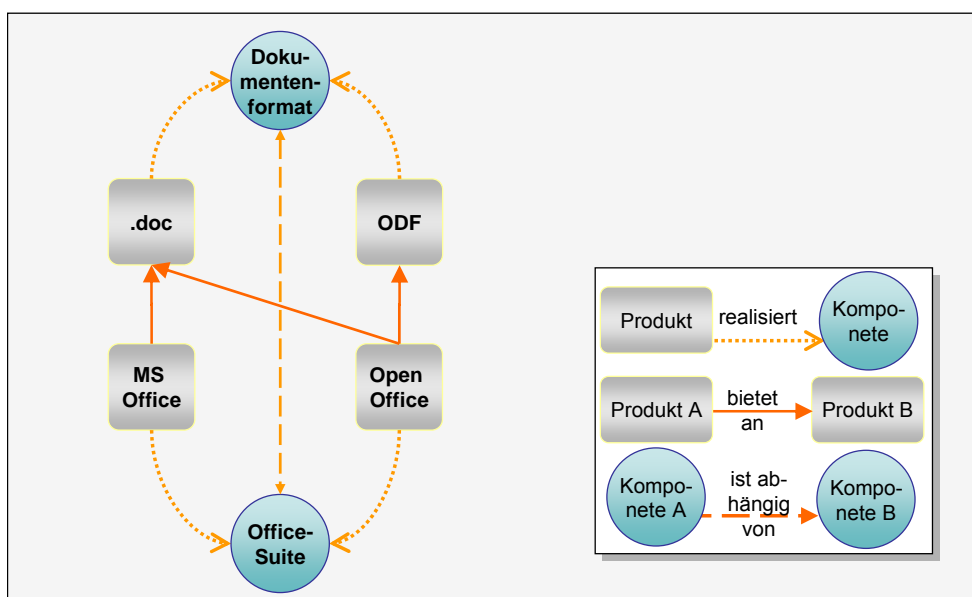 Doku-
menten-
format
.doc
ODF
MS
Office
Open
Office
Office-
Suite
Produkt
realisiert
Kompo-
nete
Produkt A
bietet
an
Produkt B
Kompo-
nete A
ist ab-
hängig
von
Kompo-
nete B